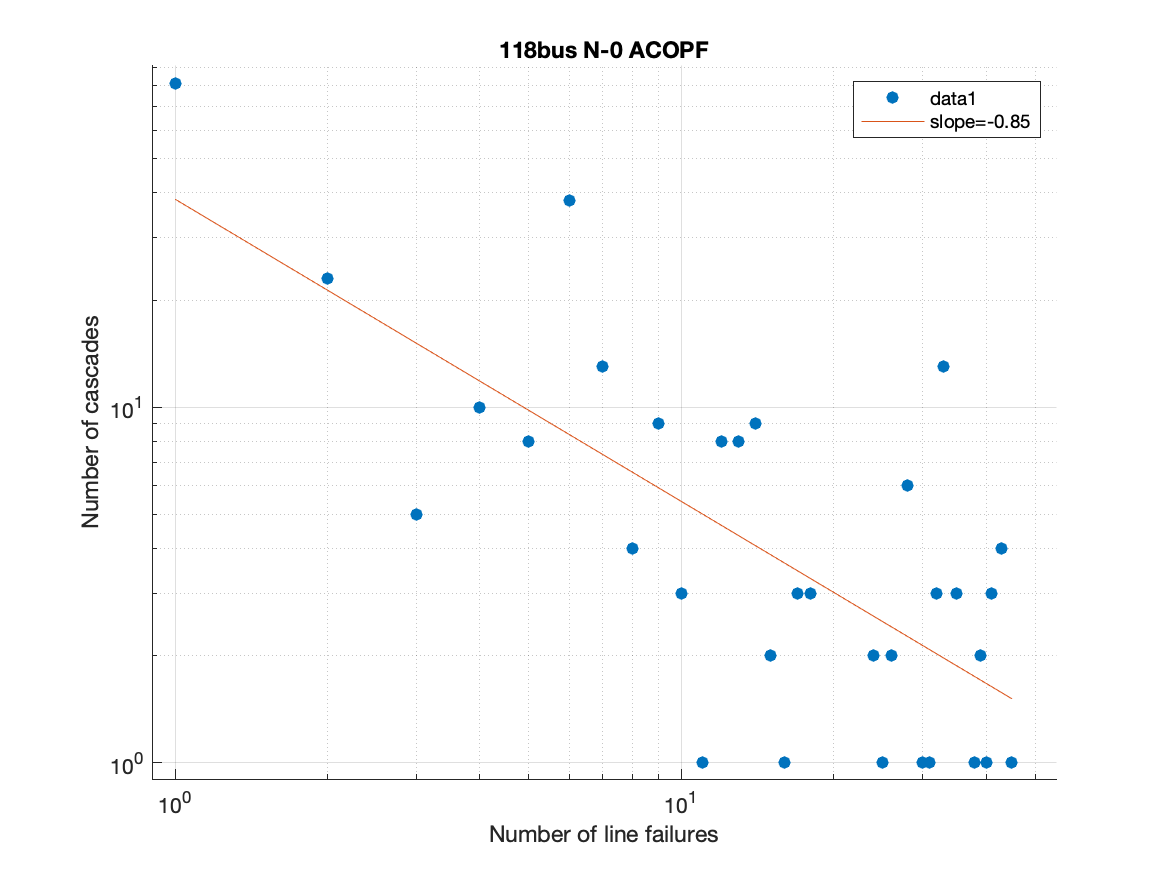 118bus N-0 ACOPF
data1
slope=-0.85
Number of cascades
10^1
10^0
10^0
10^1
Number of line failures